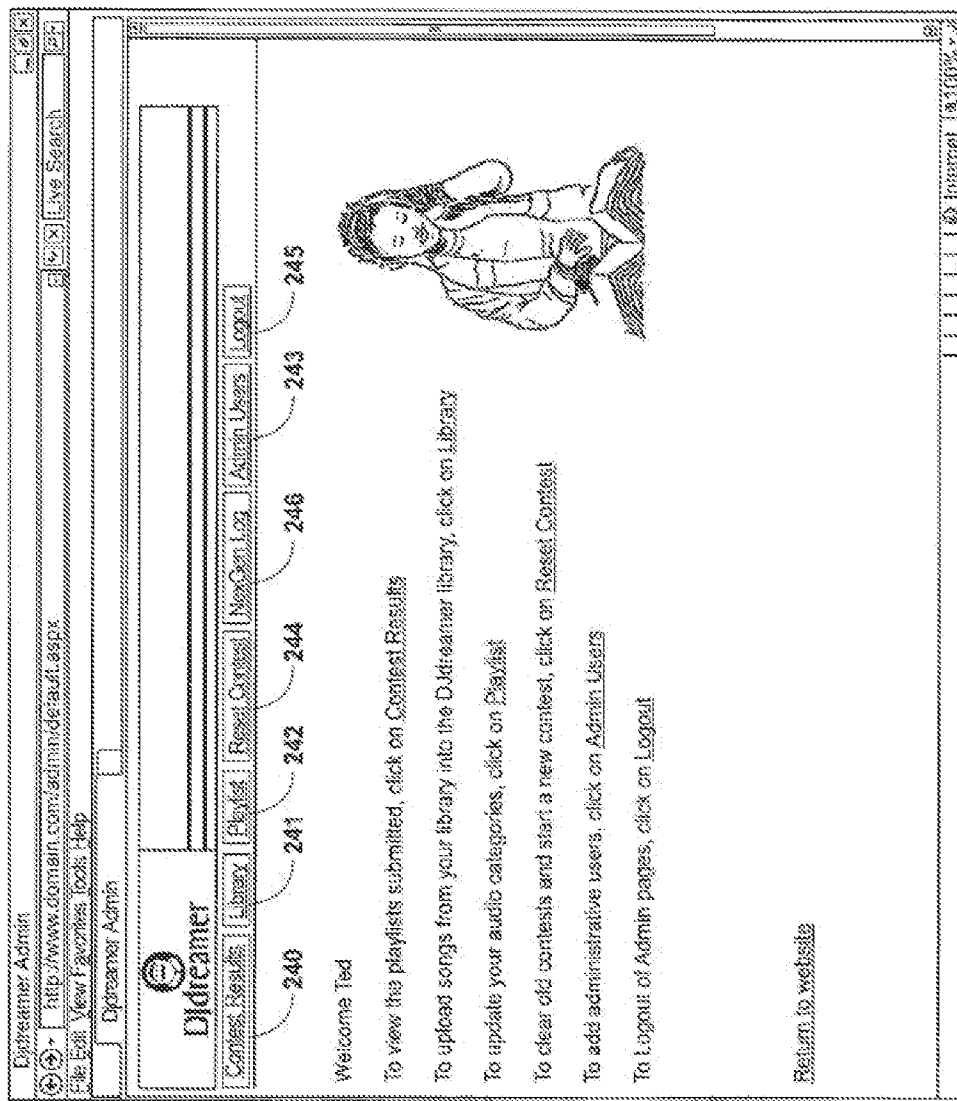 Djdreamer Admin
http://www.domain.com/admin/default.aspx
Live Search
File Edit View Favorites Tools Help
Djdreamer Admin
DJdreamer
Contest Results Library Playlist Reset Contest NexGen Log Admin Users Logout
240 241 242 244 246 243 245
Welcome Ted
To view the playlists submitted, click on Contest Results
To upload songs from your library into the DJdreamer library, click on Library
To update your audio categories, click on Playlist
To clear old contests and start a new contest, click on Reset Contest
To add administrative users, click on Admin Users
To Logout of Admin pages, click on Logout
Return to website
Internet 100%